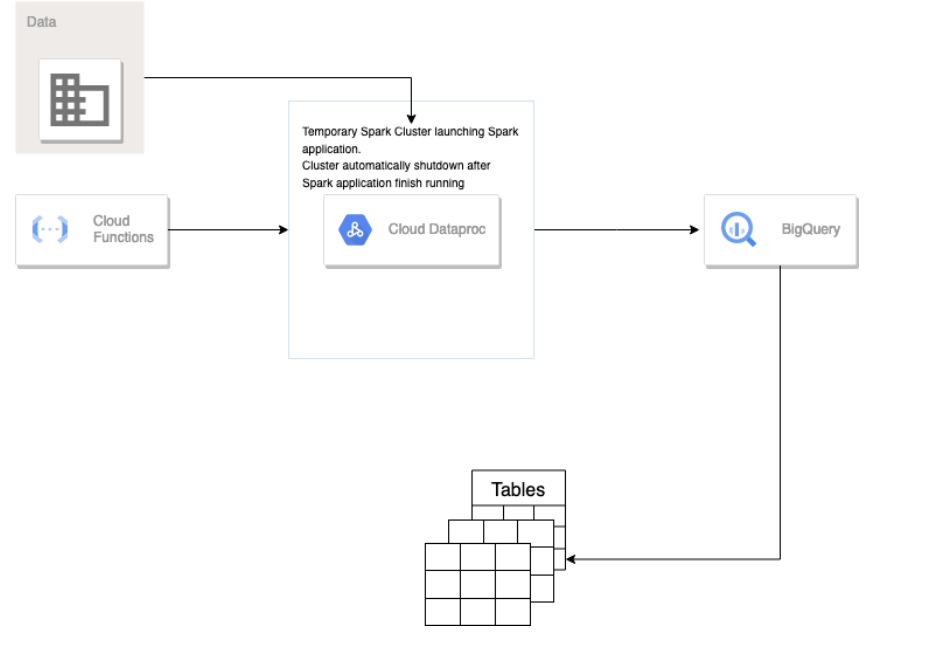 Data
Temporary Spark Cluster launching Spark
application.
Cluster automatically shutdown after
Spark application finish running
Cloud
Functions
Cloud Dataproc
BigQuery
Tables